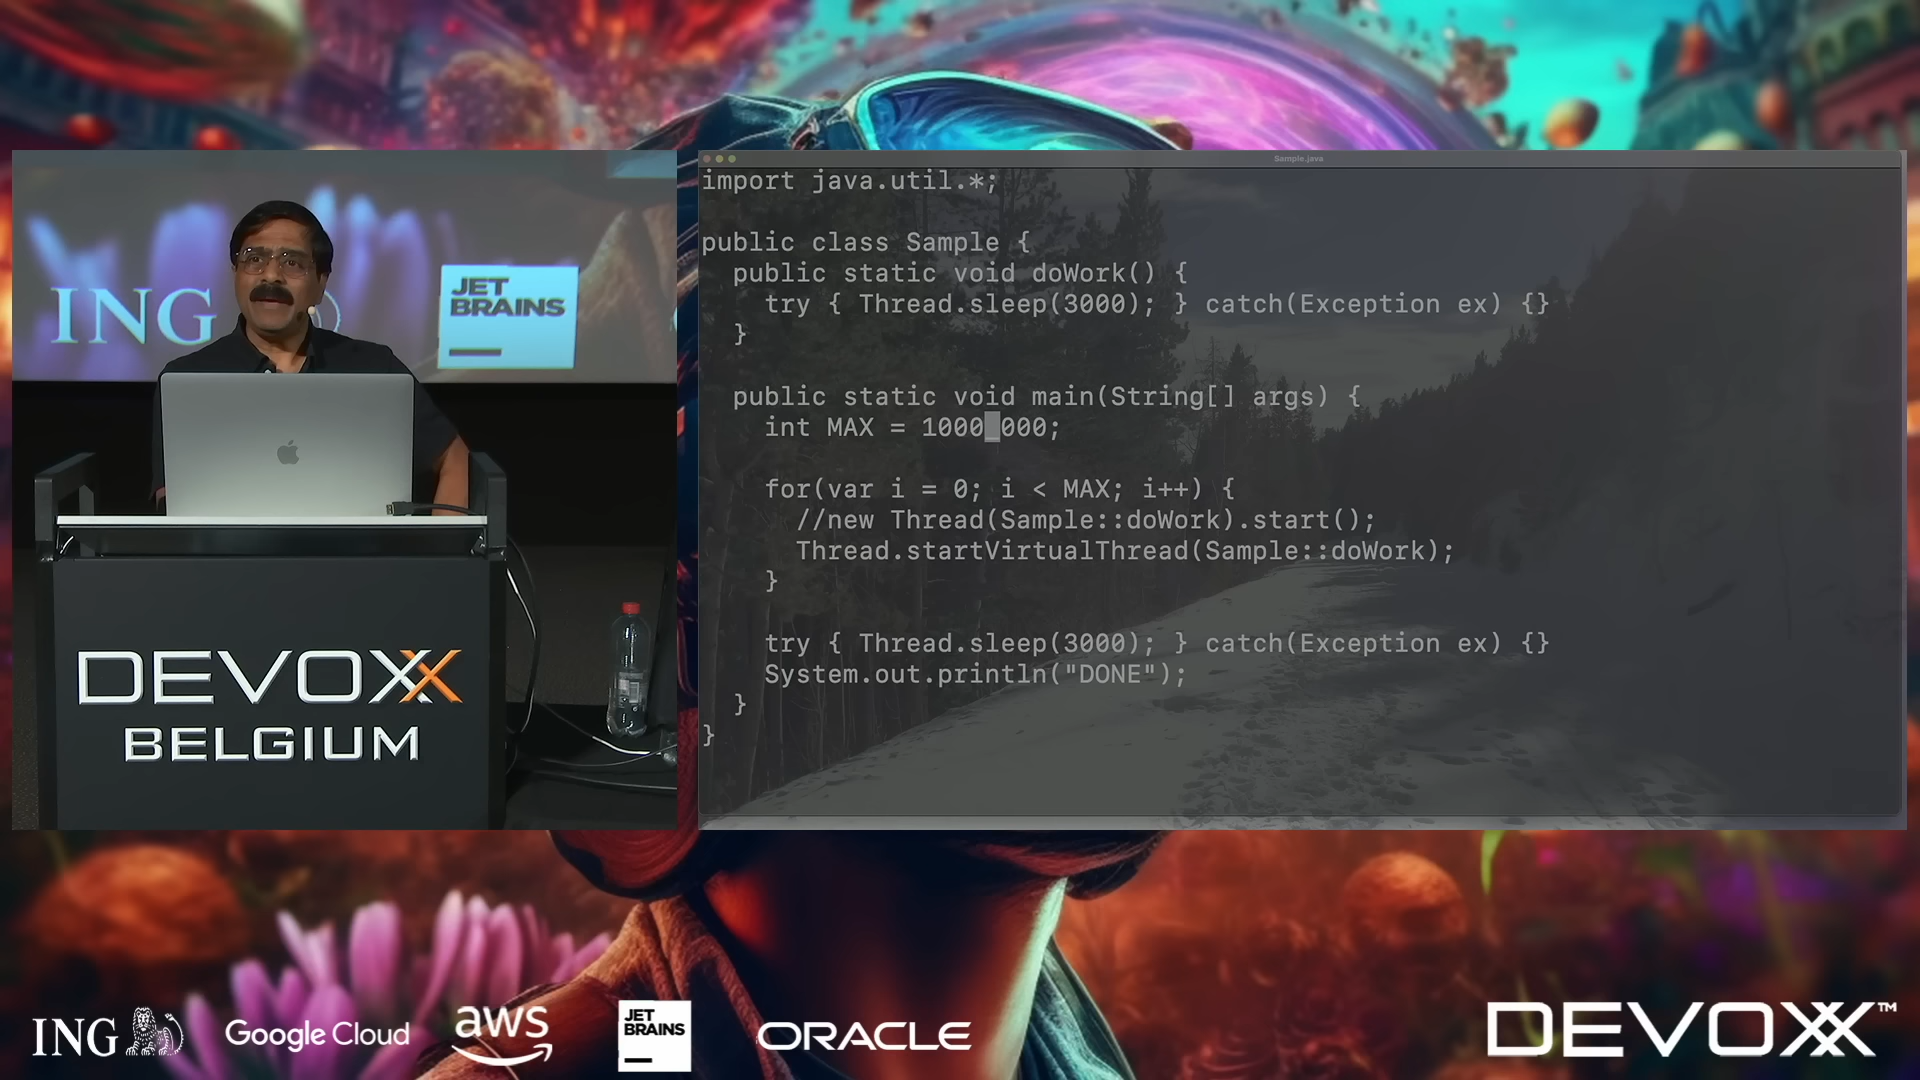 ING
JET
BRAINS
DEVOXX
BELGIUM
Sample.java
import java.util.*;
public class Sample {
public static void doWork() {
try { Thread.sleep(3000); } catch(Exception ex) {}
}
public static void main(String[] args) {
int MAX = 1000_000;
for(var i = 0; i < MAX; i++) {
//new Thread(Sample::doWork).start();
Thread.startVirtualThread(Sample::doWork);
}
try { Thread.sleep(3000); } catch(Exception ex) {}
System.out.println("DONE");
}
}
ING
Google Cloud
aws
JET
BRAINS
ORACLE
DEVOXX™